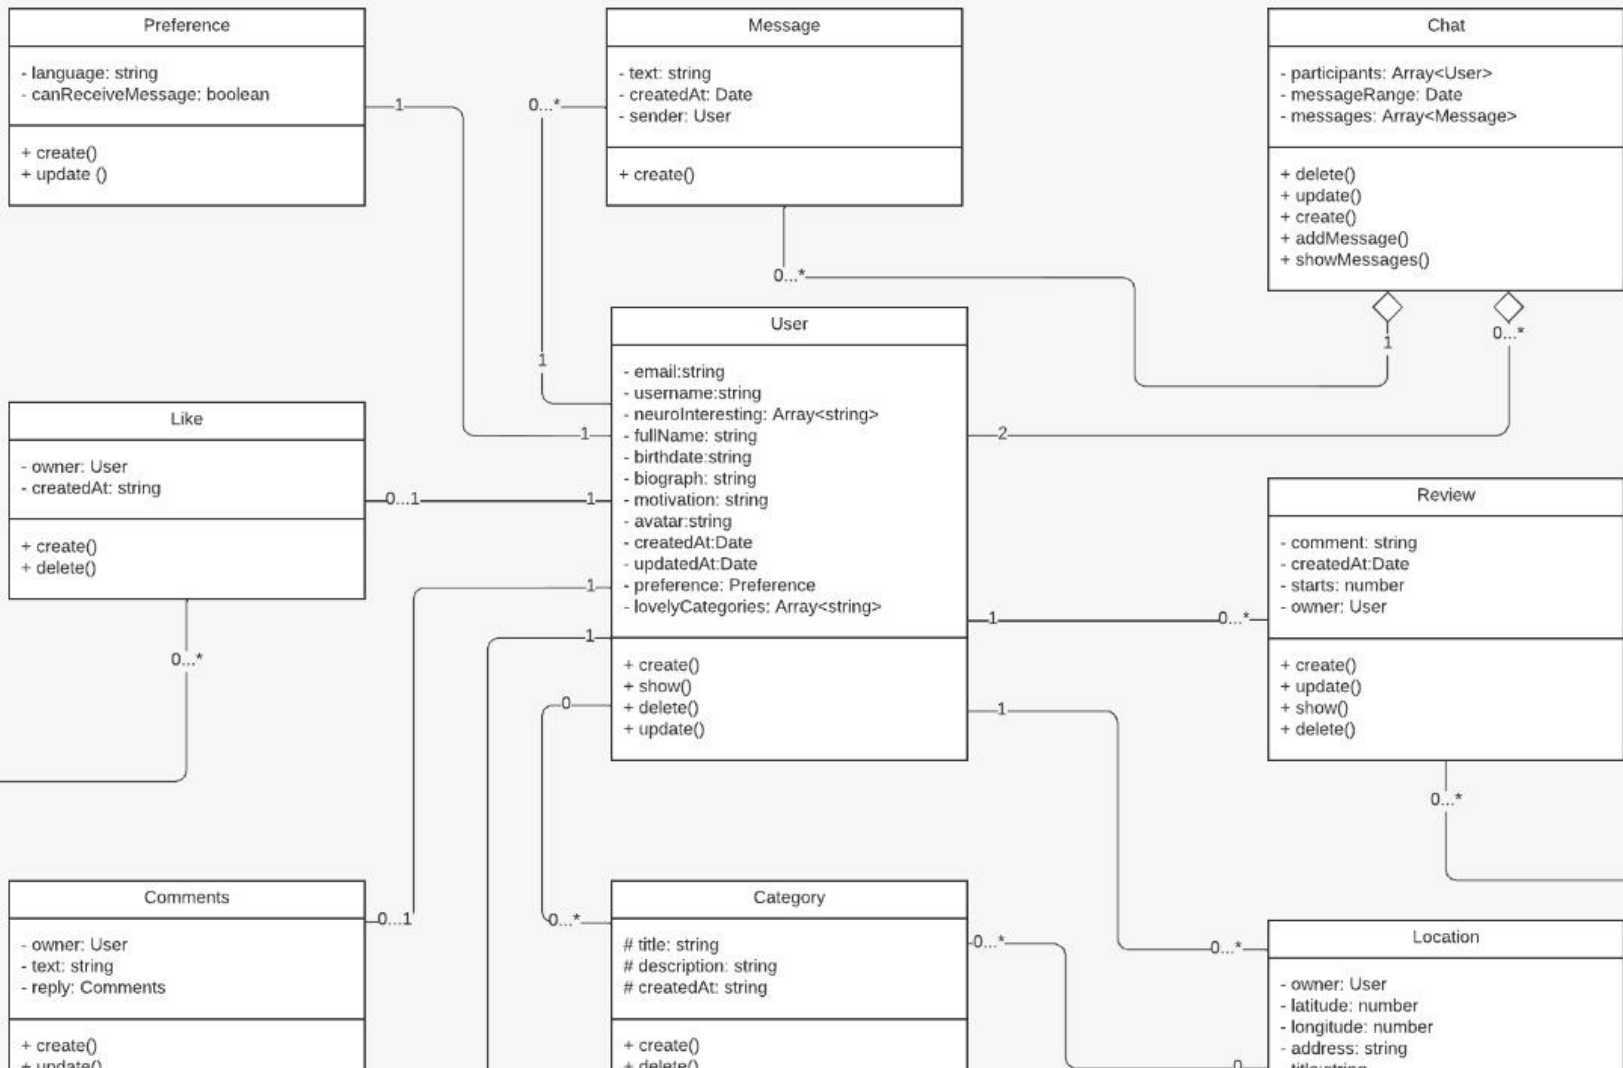 Preference
- language: string
- canReceiveMessage: boolean
+ create()
+ update ()
1
Message
- text: string
- createdAt: Date
- sender: User
+ create()
0...*
0...*
1
Chat
- participants: Array<User>
- messageRange: Date
- messages: Array<Message>
+ delete()
+ update()
+ create()
+ addMessage()
+ showMessages()
1
0...*
Like
- owner: User
- createdAt: string
+ create()
+ delete()
0...1
0...*
User
- email:string
- username:string
- neuroInteresting: Array<string>
- fullName: string
- birthdate:string
- biograph: string
- motivation: string
- avatar:string
- createdAt:Date
- updatedAt:Date
- preference: Preference
- lovelyCategories: Array<string>
+ create()
+ show()
+ delete()
+ update()
1
1
1
1
0
2
1
1
Review
- comment: string
- createdAt:Date
- starts: number
- owner: User
+ create()
+ update()
+ show()
+ delete()
0...*
0...*
Comments
- owner: User
- text: string
- reply: Comments
+ create()
+ update()
0...1
Category
# title: string
# description: string
# createdAt: string
+ create()
+ delete()
0...*
0...*
Location
- owner: User
- latitude: number
- longitude: number
- address: string
- title:string
0...*
0